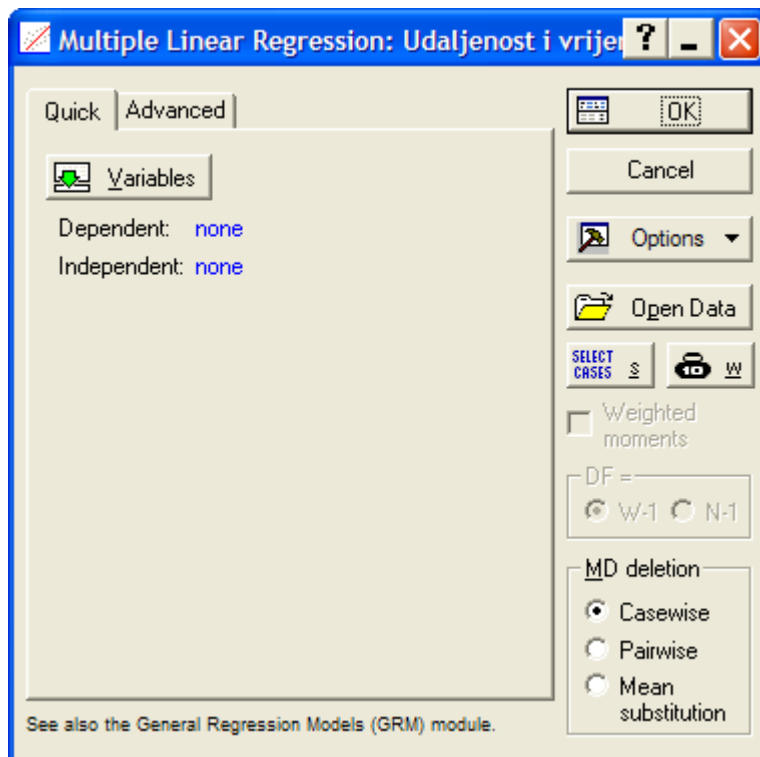 Multiple Linear Regression: Udaljenost i vrijer
?
Quick
Advanced
Variables
Dependent: none
Independent: none
See also the General Regression Models (GRM) module.
OK
Cancel
Options
Open Data
SELECT
CASES S
10 W
Weighted
moments
DF =
W-1 N-1
MD deletion
Casewise
Pairwise
Mean
substitution